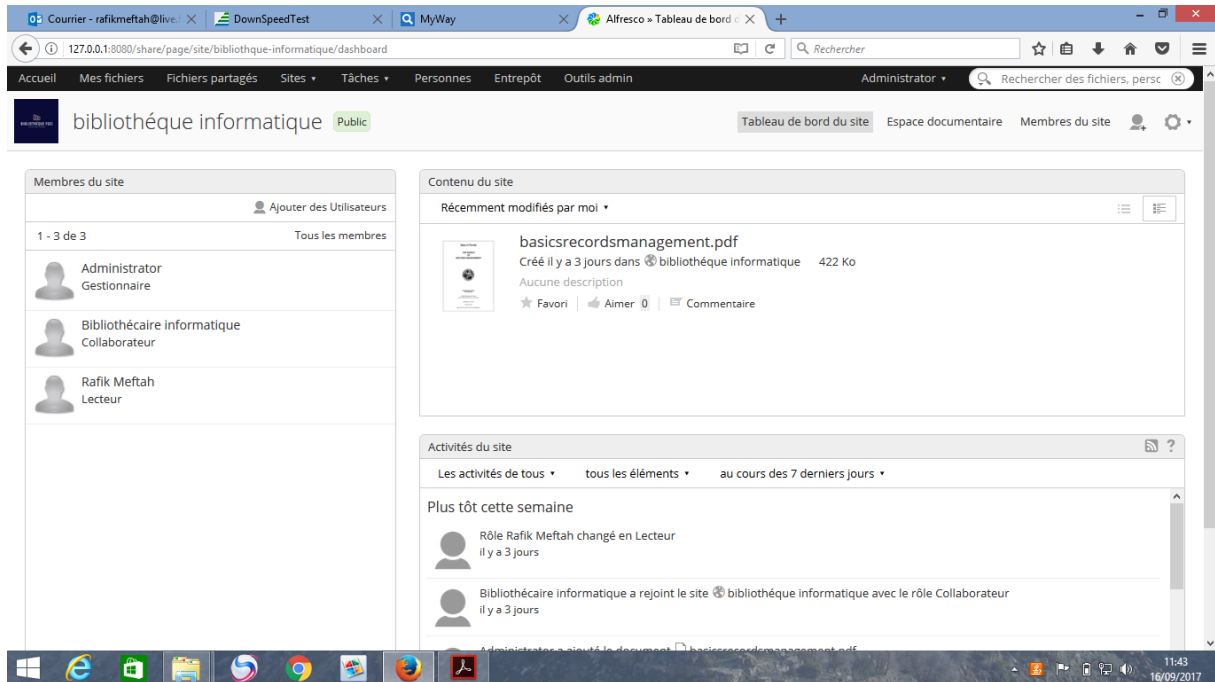 Courrier - rafikmeftah@live.
DownSpeedTest
MyWay
Alfresco » Tableau de bord
127.0.0.1:8080/share/page/site/bibliothque-informatique/dashboard
Rechercher
Accueil Mes fichiers Fichiers partagés Sites Tâches Personnes Entrepôt Outils admin Administrator Rechercher des fichiers, persc
bibliothéque informatique Public Tableau de bord du site Espace documentaire Membres du site
Membres du site
Ajouter des Utilisateurs
1 - 3 de 3 Tous les membres
Administrator
Gestionnaire
Bibliothécaire informatique
Collaborateur
Rafik Meftah
Lecteur
Contenu du site
Récemment modifiés par moi
basicsrecordsmanagement.pdf
Créé il y a 3 jours dans bibliothéque informatique 422 Ko
Aucune description
Favori Aimer 0 Commentaire
Activités du site
Les activités de tous tous les éléments au cours des 7 derniers jours
Plus tôt cette semaine
Rôle Rafik Meftah changé en Lecteur
il y a 3 jours
Bibliothécaire informatique a rejoint le site bibliothéque informatique avec le rôle Collaborateur
il y a 3 jours
Administrator a ajouté le document basicsrecordsmanagement.pdf
11:43
16/09/2017